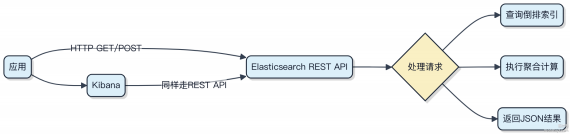 应用
HTTP GET/POST
Kibana
同样走REST API
Elasticsearch REST API
处理请求
查询倒排索引
执行聚合计算
返回JSON结果